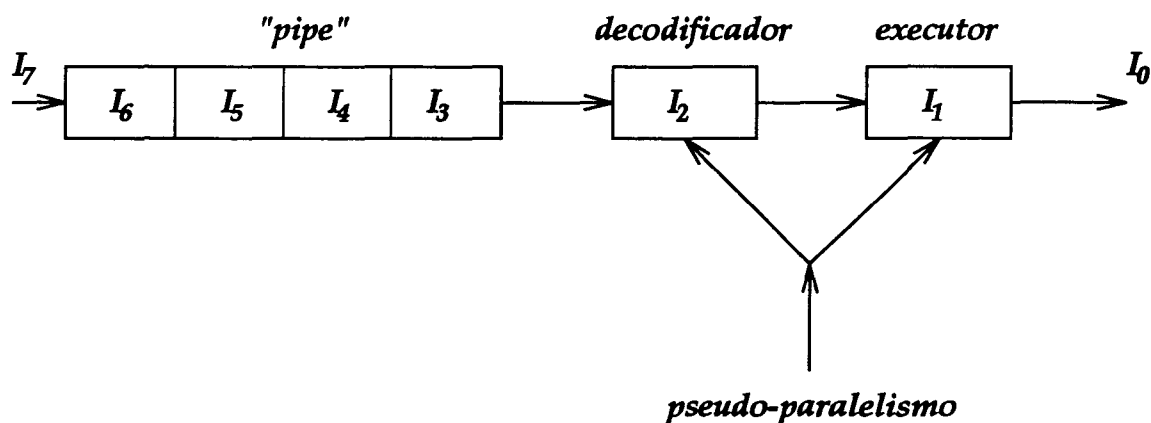 "pipe" decodificador executor
I7 I0
I6 I5 I4 I3 I2 I1
pseudo-paralelismo